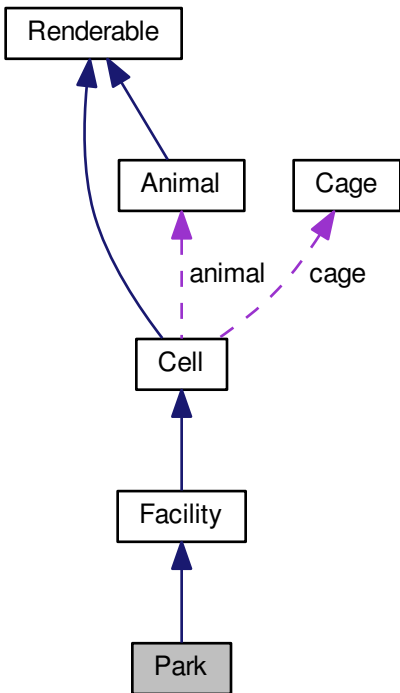 Renderable
Animal
Cage
animal
cage
Cell
Facility
Park